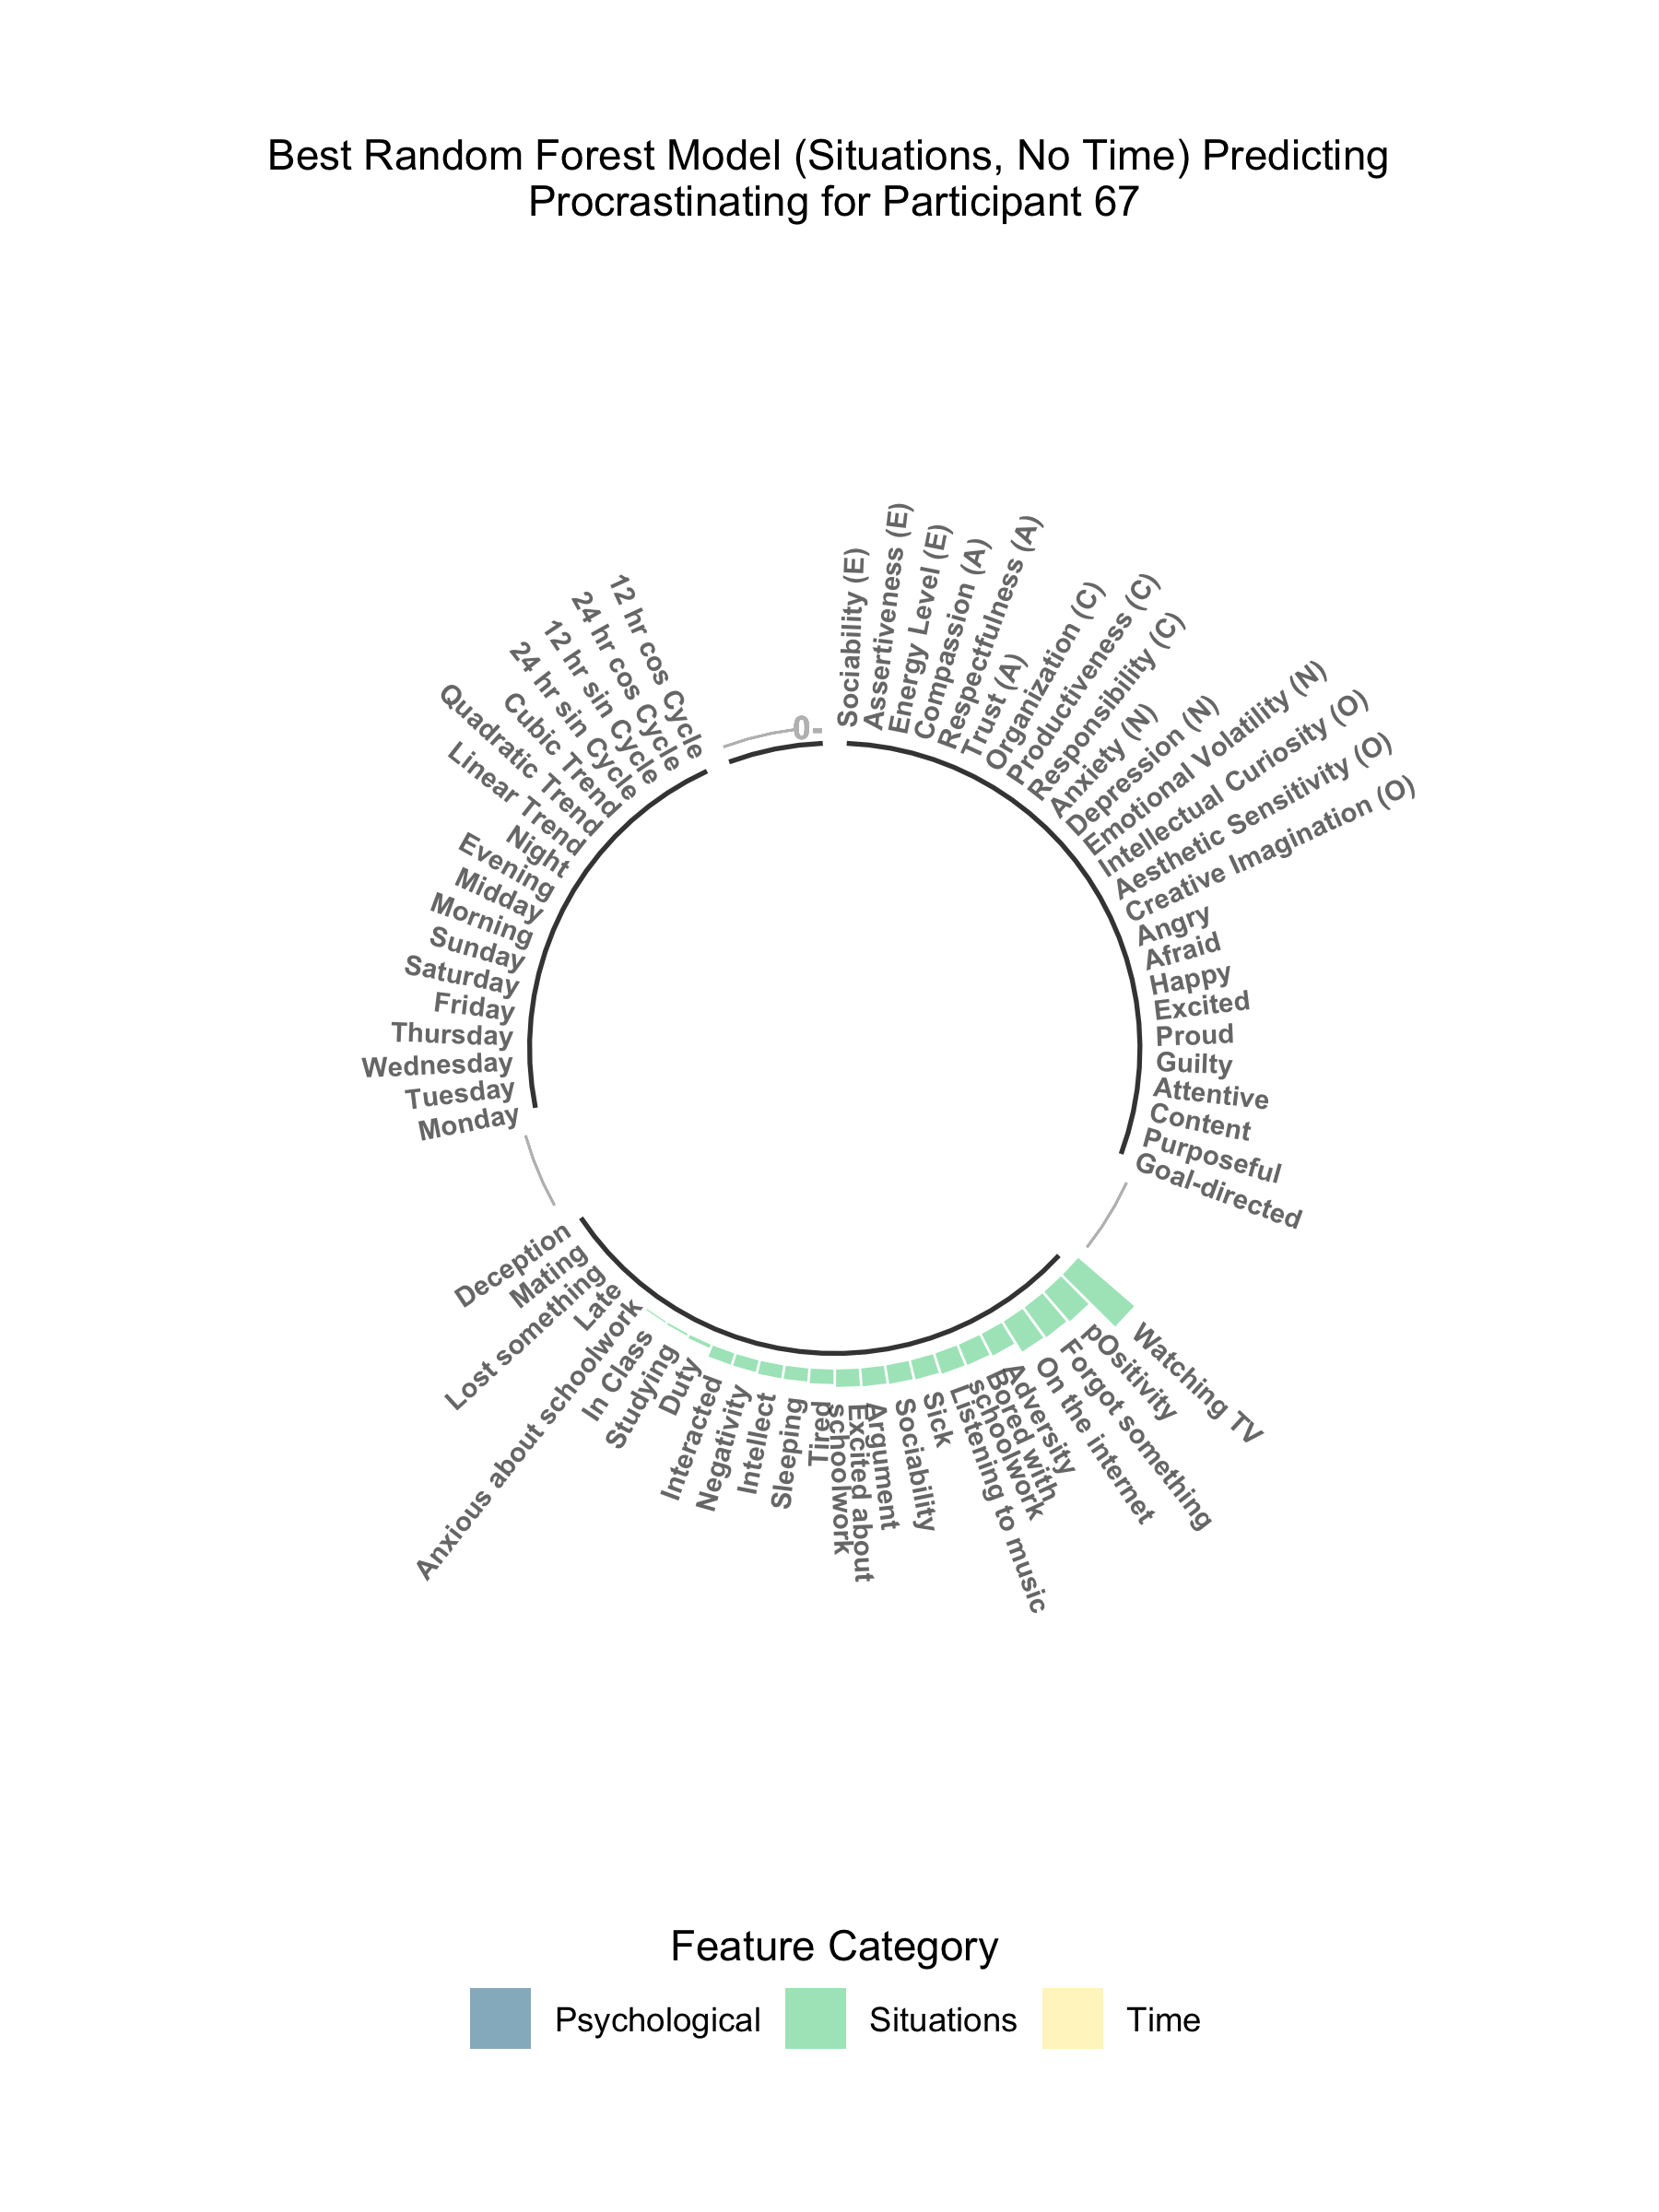 Best Random Forest Model (Situations, No Time) Predicting
Procrastinating for Participant 67
0-
Sociability (E)
Assertiveness (E)
Energy Level (E)
Compassion (A)
Respectfulness (A)
Trust (A)
Organization (C)
Productiveness (C)
Responsibility (C)
Anxiety (N)
Depression (N)
Emotional Volatility (N)
Intellectual Curiosity (O)
Aesthetic Sensitivity (O)
Creative Imagination (O)
Angry
Afraid
Happy
Excited
Proud
Guilty
Attentive
Content
Purposeful
Goal-directed
Watching TV
pOsitivity
Forgot something
On the internet
Adversity
Bored with
schoolwork
Listening to music
Sick
Sociability
Argument
Excited about
schoolwork
Tired
Sleeping
Intellect
Negativity
Interacted
Duty
Studying
In Class
Anxious about schoolwork
Late
Lost something
Mating
Deception
Monday
Tuesday
Wednesday
Thursday
Friday
Saturday
Sunday
Morning
Midday
Evening
Night
Linear Trend
Quadratic Trend
Cubic Trend
24 hr sin Cycle
12 hr sin Cycle
24 hr cos Cycle
12 hr cos Cycle
Feature Category
Psychological
Situations
Time